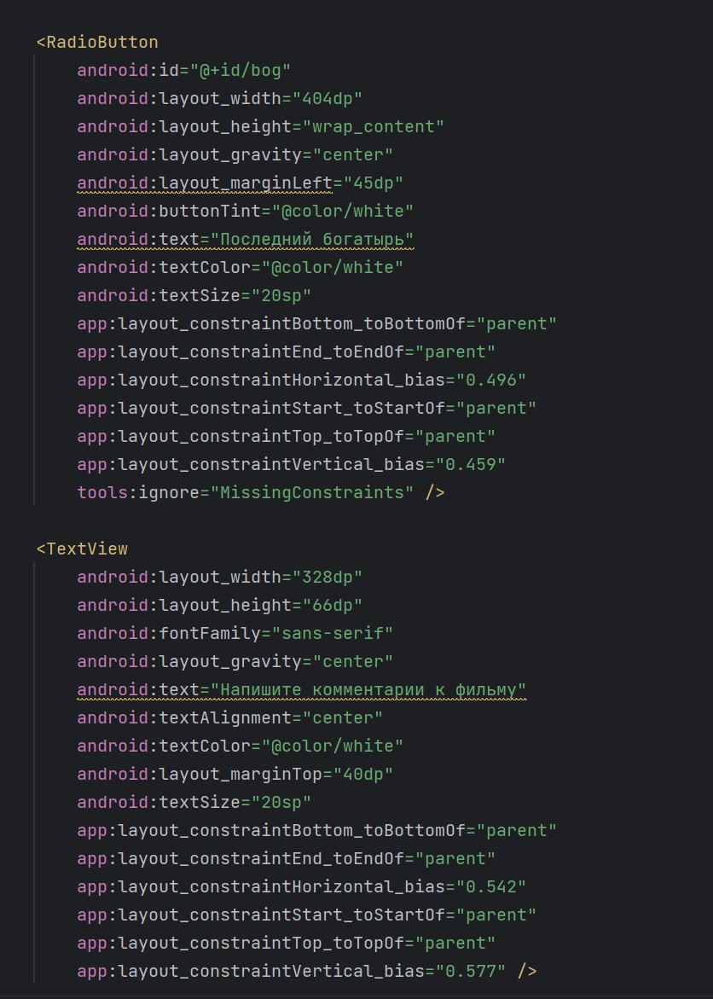 <RadioButton
android:id="@+id/bog"
android:layout_width="404dp"
android:layout_height="wrap_content"
android:layout_gravity="center"
android:layout_marginLeft="45dp"
android:buttonTint="@color/white"
android:text="Последний богатырь"
android:textColor="@color/white"
android:textSize="20sp"
app:layout_constraintBottom_toBottomOf="parent"
app:layout_constraintEnd_toEndOf="parent"
app:layout_constraintHorizontal_bias="0.496"
app:layout_constraintStart_toStartOf="parent"
app:layout_constraintTop_toTopOf="parent"
app:layout_constraintVertical_bias="0.459"
tools:ignore="MissingConstraints" />
<TextView
android:layout_width="328dp"
android:layout_height="66dp"
android:fontFamily="sans-serif"
android:layout_gravity="center"
android:text="Напишите комментарии к фильму"
android:textAlignment="center"
android:textColor="@color/white"
android:layout_marginTop="40dp"
android:textSize="20sp"
app:layout_constraintBottom_toBottomOf="parent"
app:layout_constraintEnd_toEndOf="parent"
app:layout_constraintHorizontal_bias="0.542"
app:layout_constraintStart_toStartOf="parent"
app:layout_constraintTop_toTopOf="parent"
app:layout_constraintVertical_bias="0.577" />